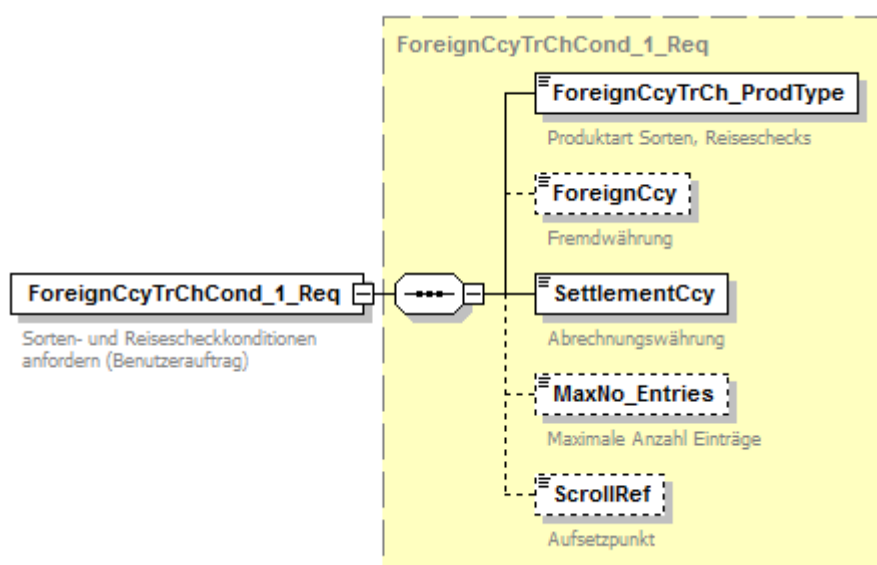 ForeignCcyTrChCond_1_Req
ForeignCcyTrCh_ProdType
Produktart Sorten, Reiseschecks
ForeignCcy
Fremdwährung
ForeignCcyTrChCond_1_Req
Sorten- und Reisescheckkonditionen
anfordern (Benutzerauftrag)
SettlementCcy
Abrechnungswährung
MaxNo_Entries
Maximale Anzahl Einträge
ScrollRef
Aufsetzpunkt